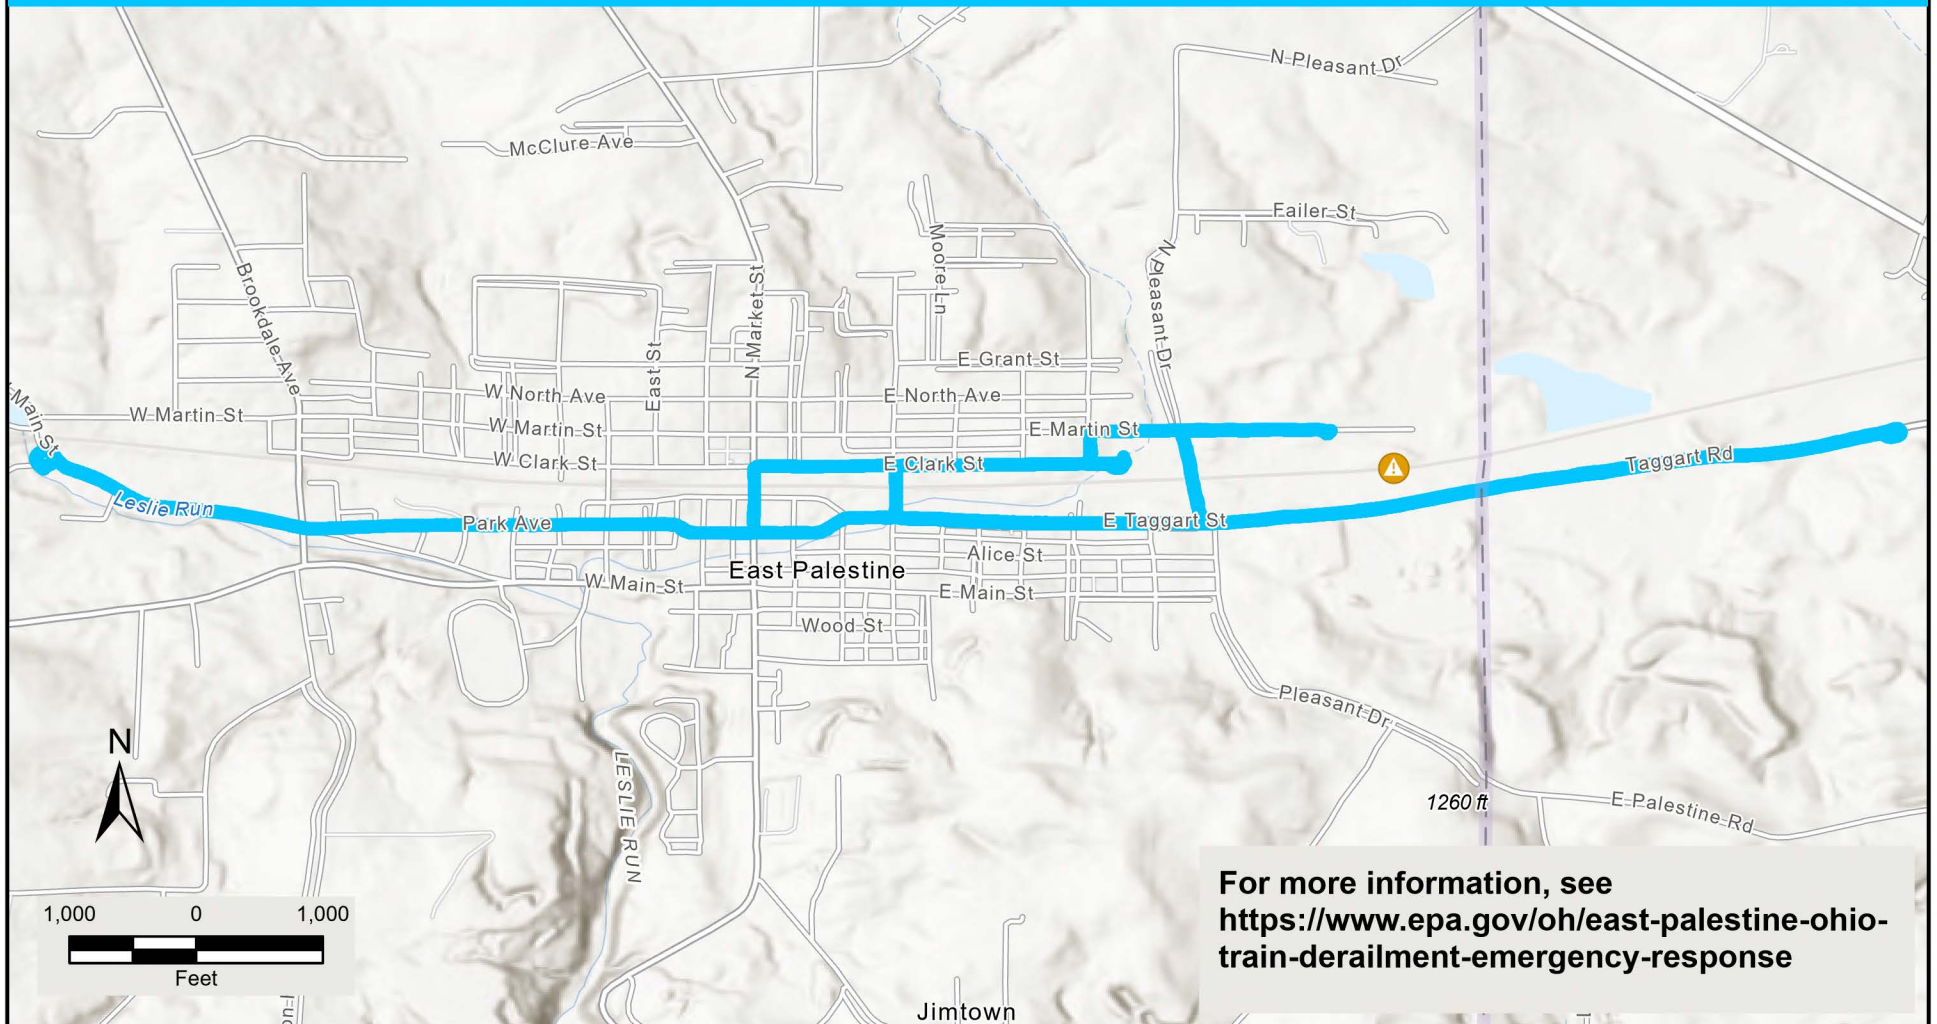 N Pleasant Dr
McClure Ave
Failer St
Moore Ln
N Pleasant Dr
Brookdale Ave
N Market St
East St
E Grant St
W North Ave
E North Ave
Main St
W Martin St
W Martin St
E Martin St
W Clark St
E Clark St
Taggart Rd
Leslie Run
Park Ave
E Taggart St
Alice St
East Palestine
W Main St
E Main St
Wood St
Pleasant Dr
N
LESLIE RUN
1260 ft
E Palestine Rd
For more information, see
https://www.epa.gov/oh/east-palestine-ohio-
train-derailment-emergency-response
1,000 0 1,000
Feet
Jimtown